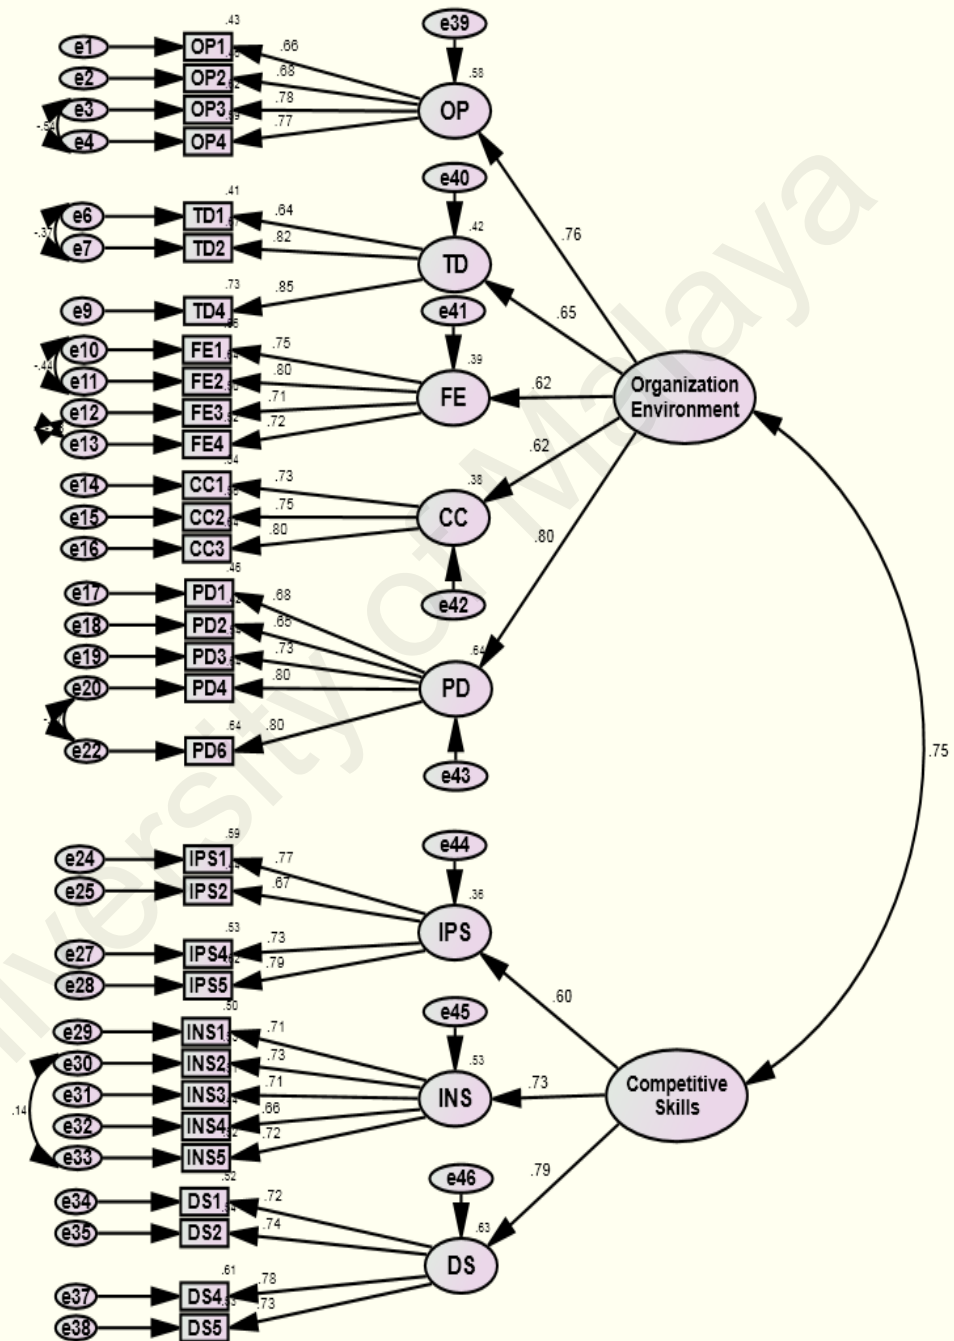 e39
.43
e1
OP1
.66
e2
OP2
.68
.58
e3
OP3
.78
OP
e4
OP4
.77
e40
.41
e6
TD1
.64
.42
-.37
e7
TD2
.82
TD
.76
.73
.85
e9
TD4
e41
.65
e10
FE1
.75
.39
-.44
e11
FE2
.80
FE
.62
Organization
Environment
e12
FE3
.71
e13
FE4
.72
.62
e14
CC1
.73
.38
e15
CC2
.75
CC
e16
CC3
.80
.80
.46
e17
PD1
.68
e42
e18
PD2
.65
e19
PD3
.73
.64
e20
PD4
.80
PD
.64
.80
e22
PD6
.75
e43
.59
e44
e24
IPS1
.77
e25
IPS2
.67
IPS
.53
e27
IPS4
.73
e28
IPS5
.79
.60
.50
e45
e29
INS1
.71
e30
INS2
.73
.53
e31
INS3
.71
INS
.73
Competitive
Skills
.14
e32
INS4
.66
e33
INS5
.72
.52
e46
.79
e34
DS1
.72
e35
DS2
.74
.63
DS
.61
e37
DS4
.78
e38
DS5
.73
University of Malaya